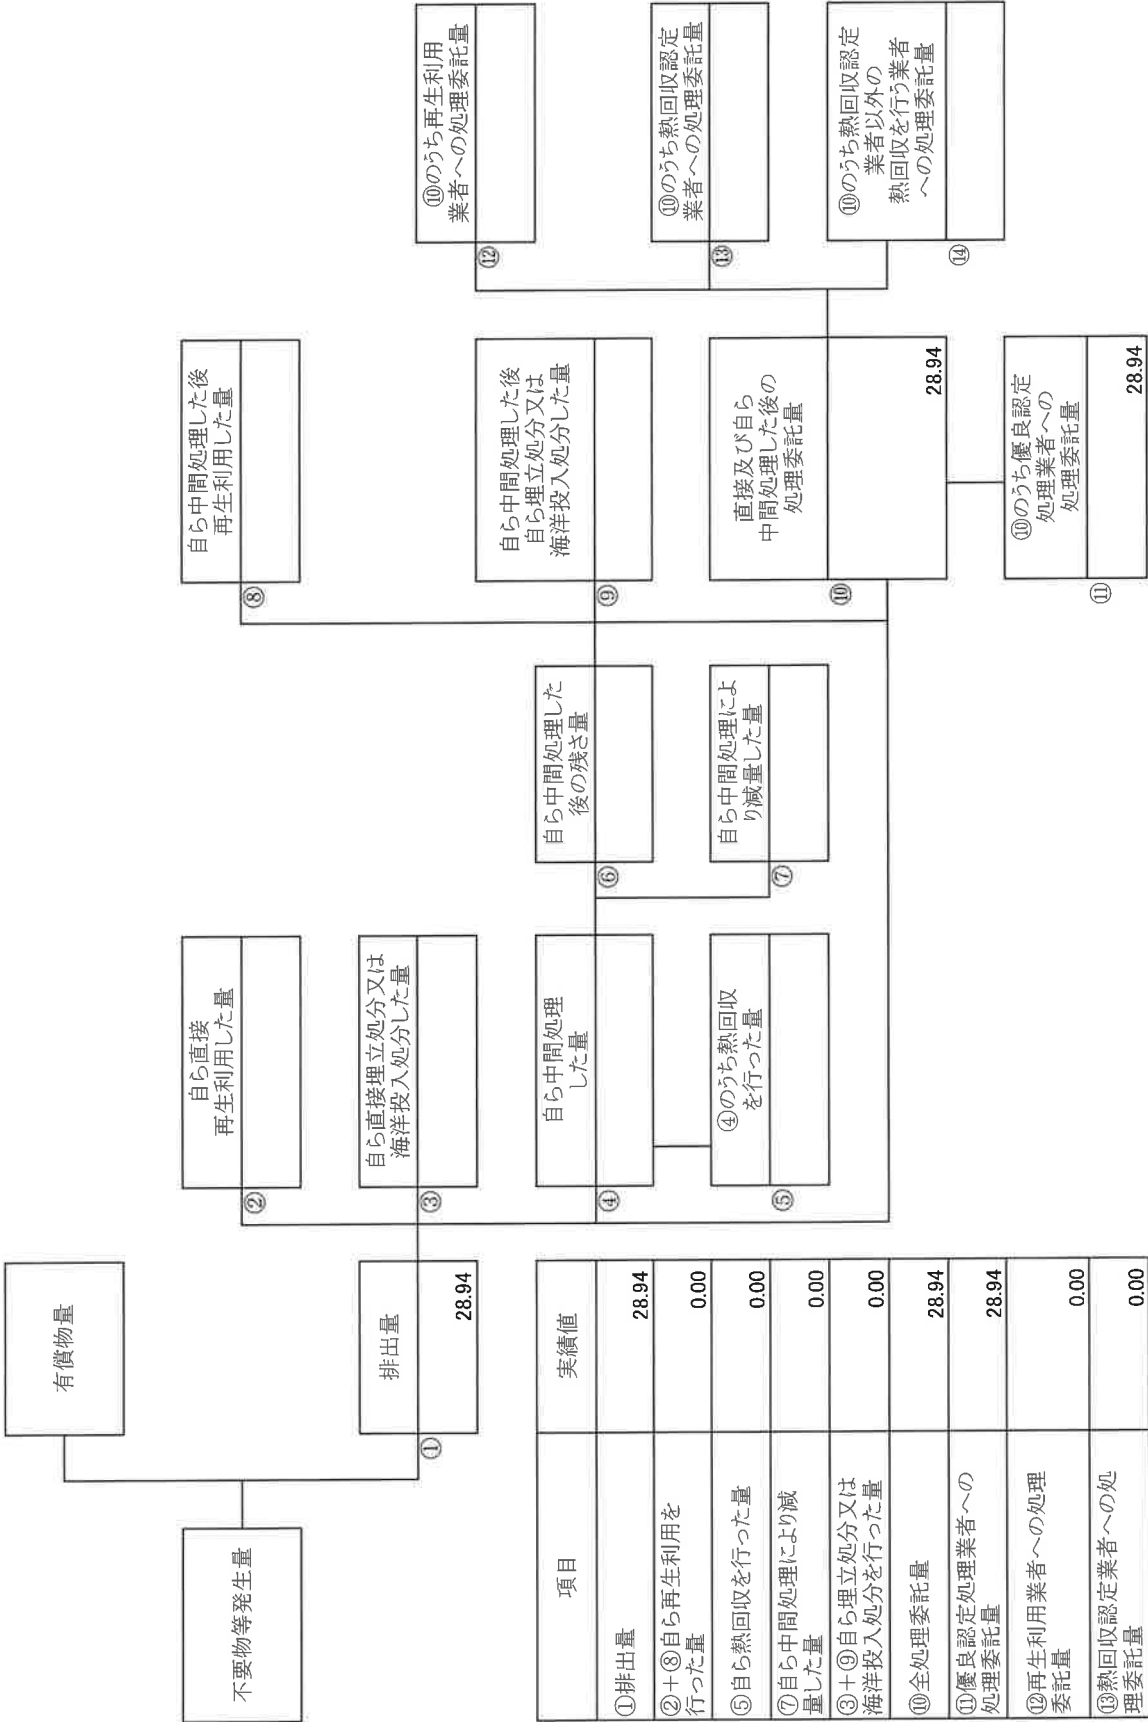 不要物等発生量
有償物量
①
排出量
28.94
②
自ら直接
再生利用した量
③
自ら直接埋立処分又は
海洋投入処分した量
④
自ら中間処理
した量
⑤
④のうち熱回収
を行った量
⑥
自ら中間処理した
後の残さ量
⑦
自ら中間処理によ
り減量した量
⑧
自ら中間処理した後
再生利用した量
⑨
自ら中間処理した後
自ら埋立処分又は
海洋投入処分した量
⑩
直接及び自ら
中間処理した後の
処理委託量
28.94
⑪
⑩のうち優良認定
処理業者への
処理委託量
28.94
⑫
⑩のうち再生利用
業者への処理委託量
⑬
⑩のうち熱回収認定
業者への処理委託量
⑭
⑩のうち熱回収認定
業者以外の
熱回収を行う業者
への処理委託量
項目 実績値
①排出量 28.94
②+⑧自ら再生利用を
行った量 0.00
⑤自ら熱回収を行った量 0.00
⑦自ら中間処理により減
量した量 0.00
③+⑨自ら埋立処分又は
海洋投入処分を行った量 0.00
⑩全処理委託量 28.94
⑪優良認定処理業者への
処理委託量 28.94
⑫再生利用業者への処理
委託量 0.00
⑬熱回収認定業者への処
理委託量 0.00